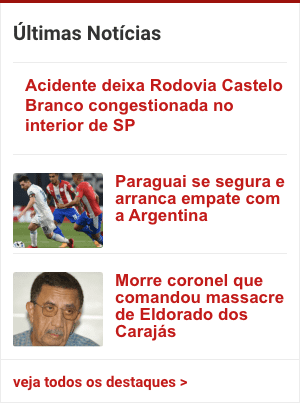 Últimas Notícias
Acidente deixa Rodovia Castelo
Branco congestionada no
interior de SP
Paraguai se segura e
arranca empate com
a Argentina
Morre coronel que
comandou massacre
de Eldorado dos
Carajás
veja todos os destaques >